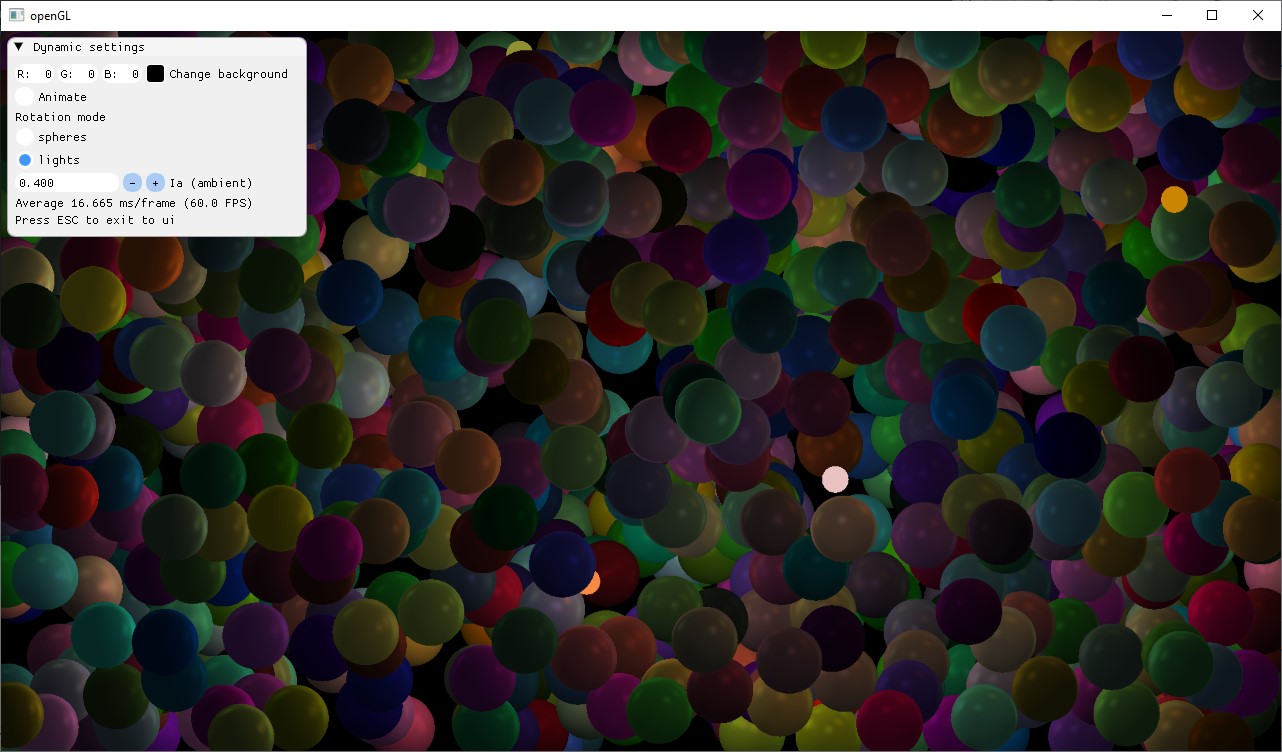 openGL
Dynamic settings
R: 0 G: 0 B: 0 Change background
Animate
Rotation mode
spheres
lights
0.400 - + Ia (ambient)
Average 16.665 ms/frame (60.0 FPS)
Press ESC to exit to ui